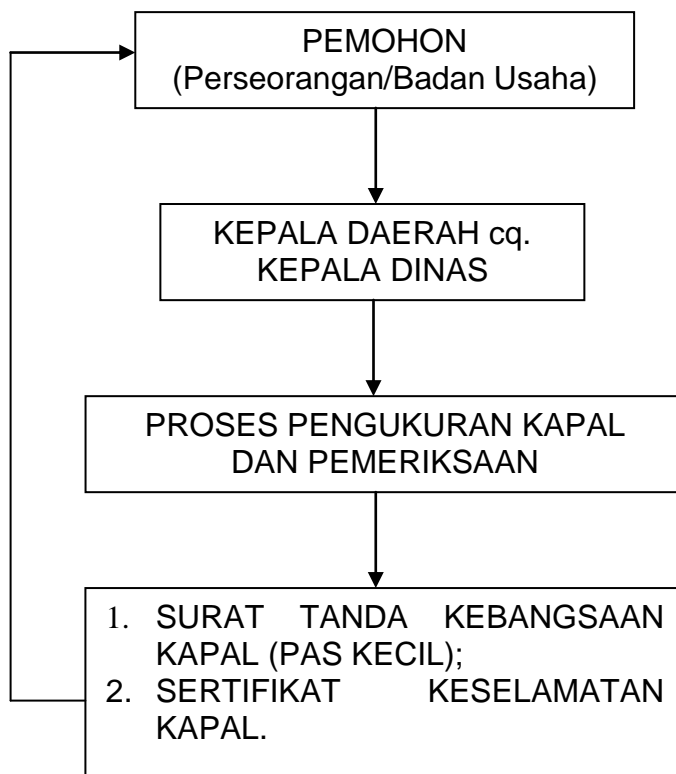 PEMOHON
(Perseorangan/Badan Usaha)
KEPALA DAERAH cq.
KEPALA DINAS
PROSES PENGUKURAN KAPAL
DAN PEMERIKSAAN
1. SURAT TANDA KEBANGSAAN
KAPAL (PAS KECIL);
2. SERTIFIKAT KESELAMATAN
KAPAL.